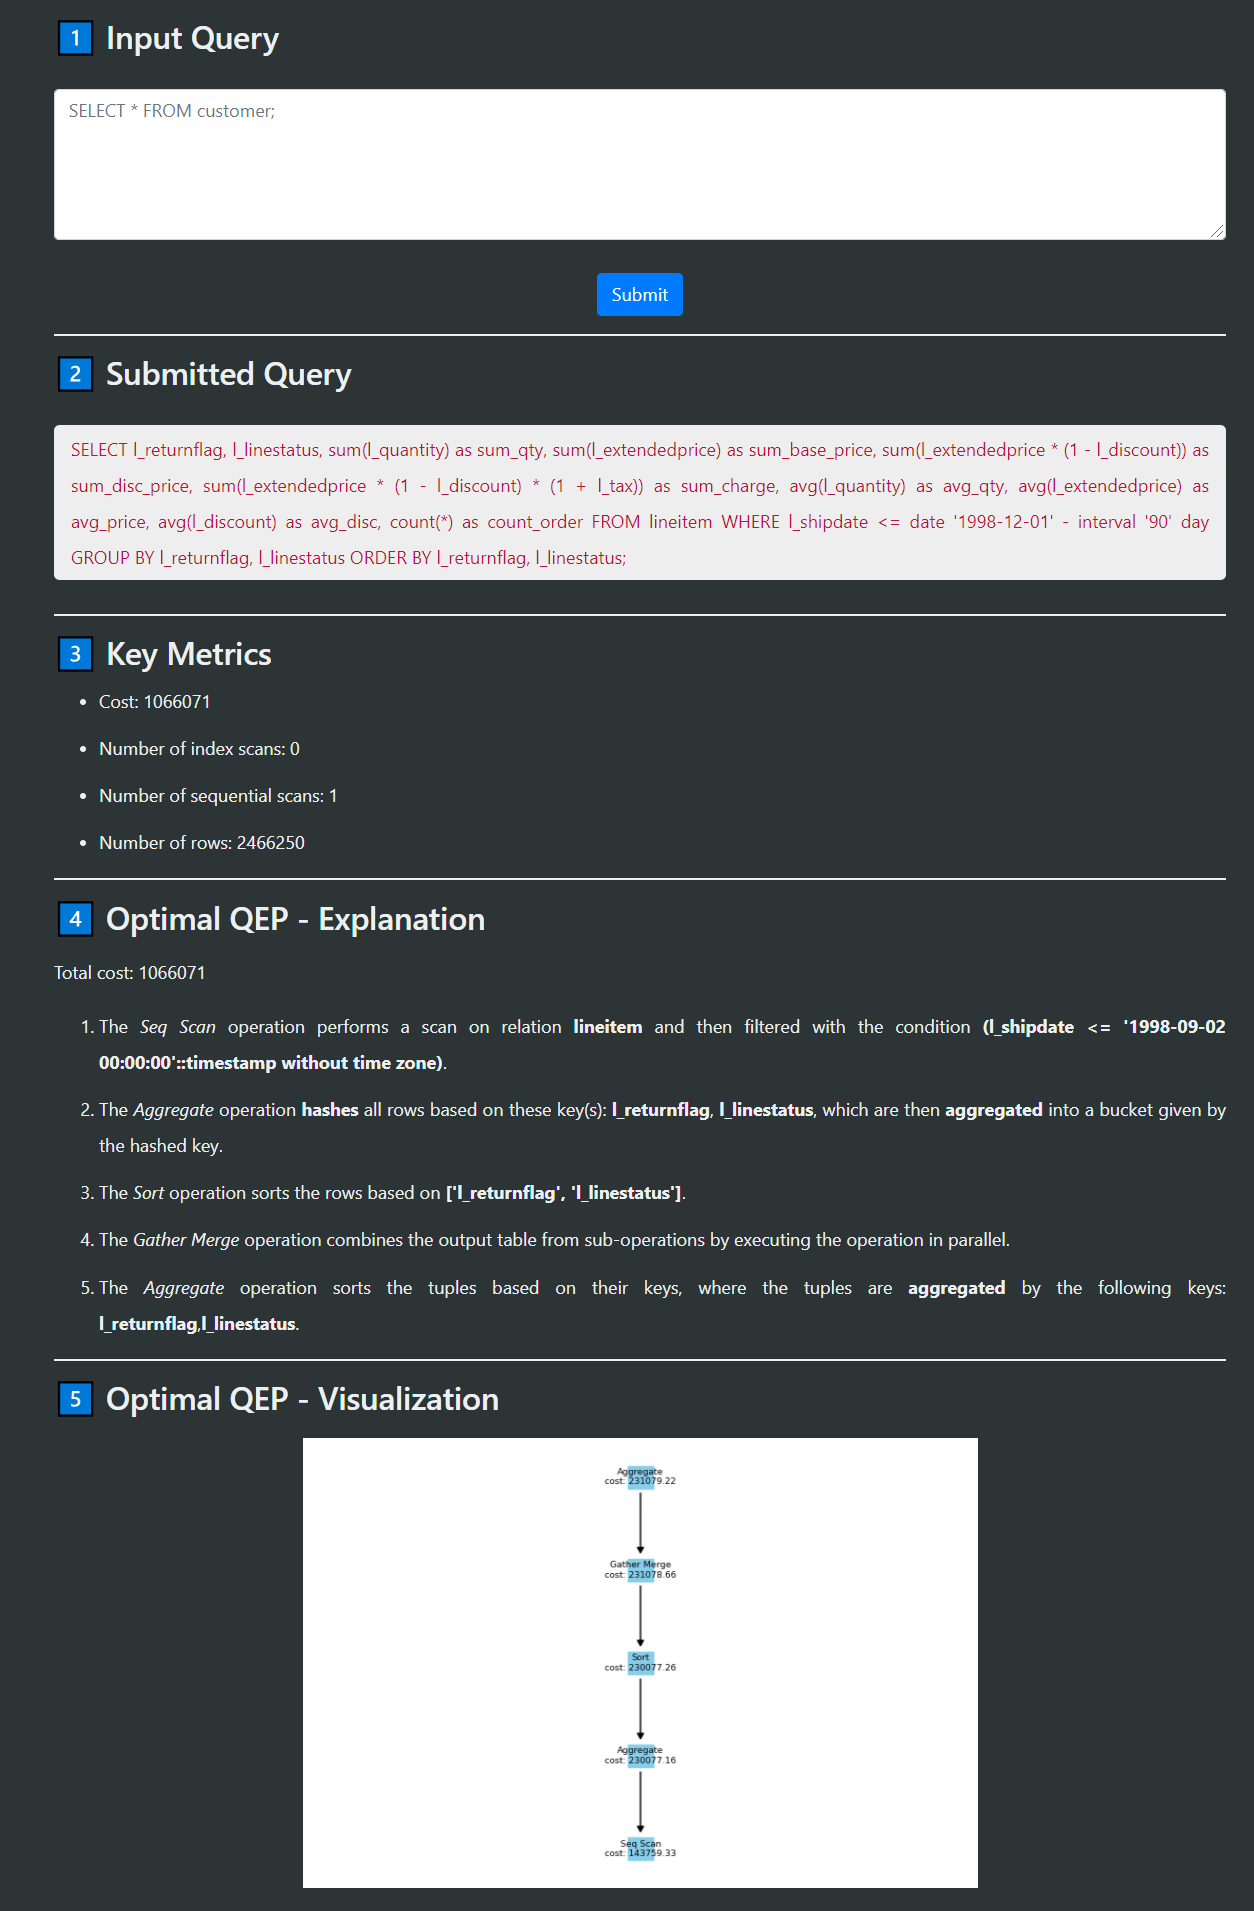 1 Input Query
SELECT * FROM customer;
Submit
2 Submitted Query
SELECT l_returnflag, l_linestatus, sum(l_quantity) as sum_qty, sum(l_extendedprice) as sum_base_price, sum(l_extendedprice * (1 - l_discount)) as
sum_disc_price, sum(l_extendedprice * (1 - l_discount) * (1 + l_tax)) as sum_charge, avg(l_quantity) as avg_qty, avg(l_extendedprice) as
avg_price, avg(l_discount) as avg_disc, count(*) as count_order FROM lineitem WHERE l_shipdate <= date '1998-12-01' - interval '90' day
GROUP BY l_returnflag, l_linestatus ORDER BY l_returnflag, l_linestatus;
3 Key Metrics
• Cost: 1066071
• Number of index scans: 0
• Number of sequential scans: 1
• Number of rows: 2466250
4 Optimal QEP - Explanation
Total cost: 1066071
1. The Seq Scan operation performs a scan on relation lineitem and then filtered with the condition (l_shipdate <= '1998-09-02
00:00:00'::timestamp without time zone).
2. The Aggregate operation hashes all rows based on these key(s): l_returnflag, l_linestatus, which are then aggregated into a bucket given by
the hashed key.
3. The Sort operation sorts the rows based on ['l_returnflag', 'l_linestatus'].
4. The Gather Merge operation combines the output table from sub-operations by executing the operation in parallel.
5. The Aggregate operation sorts the tuples based on their keys, where the tuples are aggregated by the following keys:
l_returnflag,l_linestatus.
5 Optimal QEP - Visualization
Aggregate
cost: 231079.22
Gather Merge
cost: 231078.66
Sort
cost: 230077.26
Aggregate
cost: 230077.16
Seq Scan
cost: 143759.33